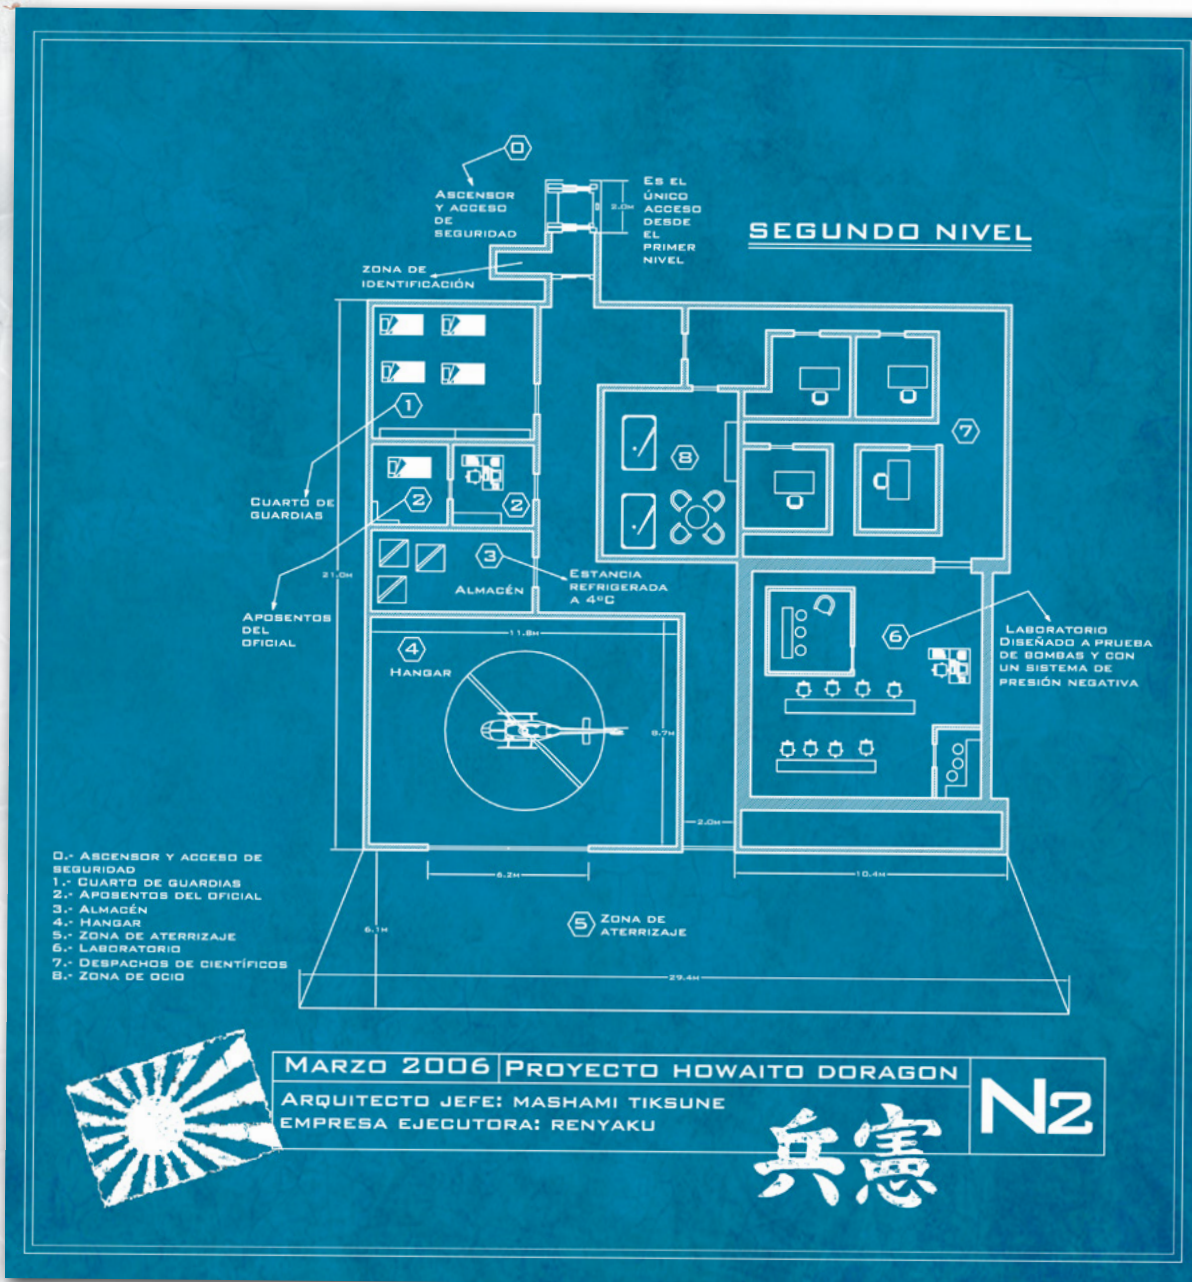 0
ASCENSOR
Y ACCESO
DE
SEGURIDAD
2.0M
ES EL
ÚNICO
ACCESO
DESDE
EL
PRIMER
NIVEL
SEGUNDO NIVEL
ZONA DE
IDENTIFICACIÓN
1
CUARTO DE
GUARDIAS
2
2
8
7
21.0M
3
ALMACÉN
ESTANCIA
REFRIGERADA
A 4ºC
APOSENTOS
DEL
OFICIAL
11.8M
4
HANGAR
8.7M
6
LABORATORIO
DISEÑADO A PRUEBA
DE BOMBAS Y CON
UN SISTEMA DE
PRESIÓN NEGATIVA
2.0M
6.2M
10.4M
0.- ASCENSOR Y ACCESO DE
SEGURIDAD
1.- CUARTO DE GUARDIAS
2.- APOSENTOS DEL OFICIAL
3.- ALMACÉN
4.- HANGAR
5.- ZONA DE ATERRIZAJE
6.- LABORATORIO
7.- DESPACHOS DE CIENTÍFICOS
8.- ZONA DE OCIO
6.1M
5
ZONA DE
ATERRIZAJE
29.4M
MARZO 2006
PROYECTO HOWAITO DORAGON
ARQUITECTO JEFE: MASHAMI TIKSUNE
EMPRESA EJECUTORA: RENYAKU
兵憲
N2